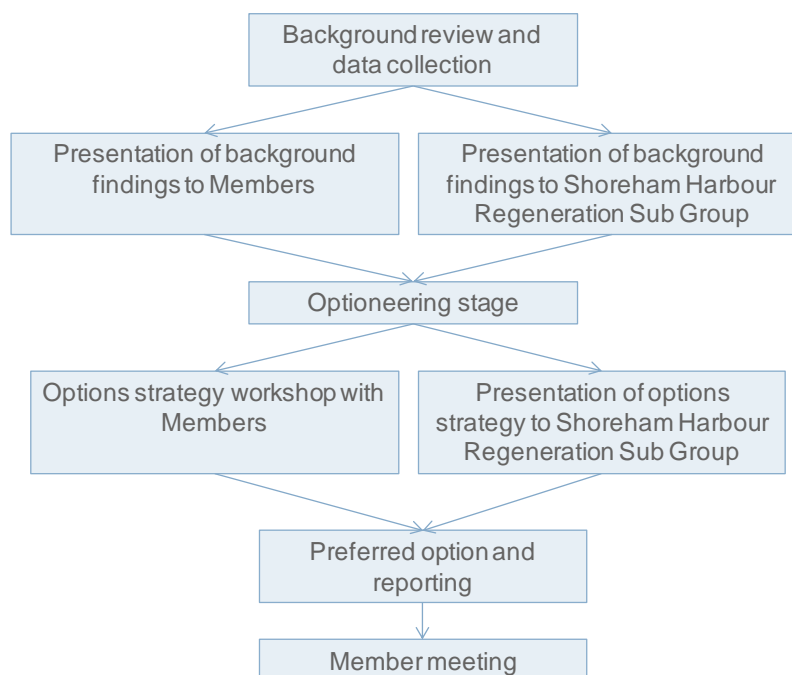 Background review and
data collection
Presentation of background
findings to Members
Presentation of background
findings to Shoreham Harbour
Regeneration Sub Group
Optioneering stage
Options strategy workshop with
Members
Presentation of options
strategy to Shoreham Harbour
Regeneration Sub Group
Preferred option and
reporting
Member meeting